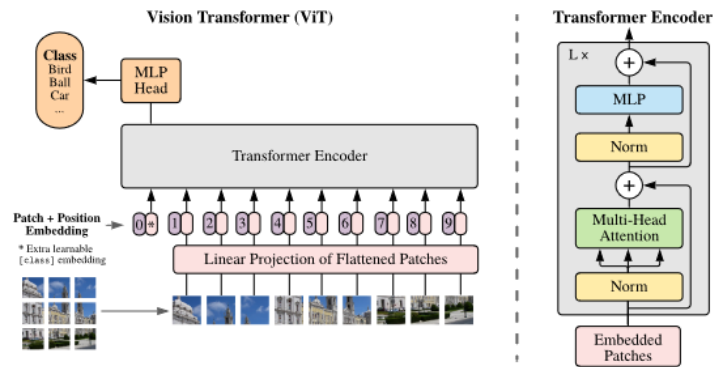 Vision Transformer (ViT)
Class
Bird
Ball
Car
...
MLP
Head
Transformer Encoder
Patch + Position
Embedding
0 * 1 2 3 4 5 6 7 8 9
* Extra learnable
[class] embedding
Linear Projection of Flattened Patches
Transformer Encoder
L ×
+
MLP
Norm
+
Multi-Head
Attention
Norm
Embedded
Patches